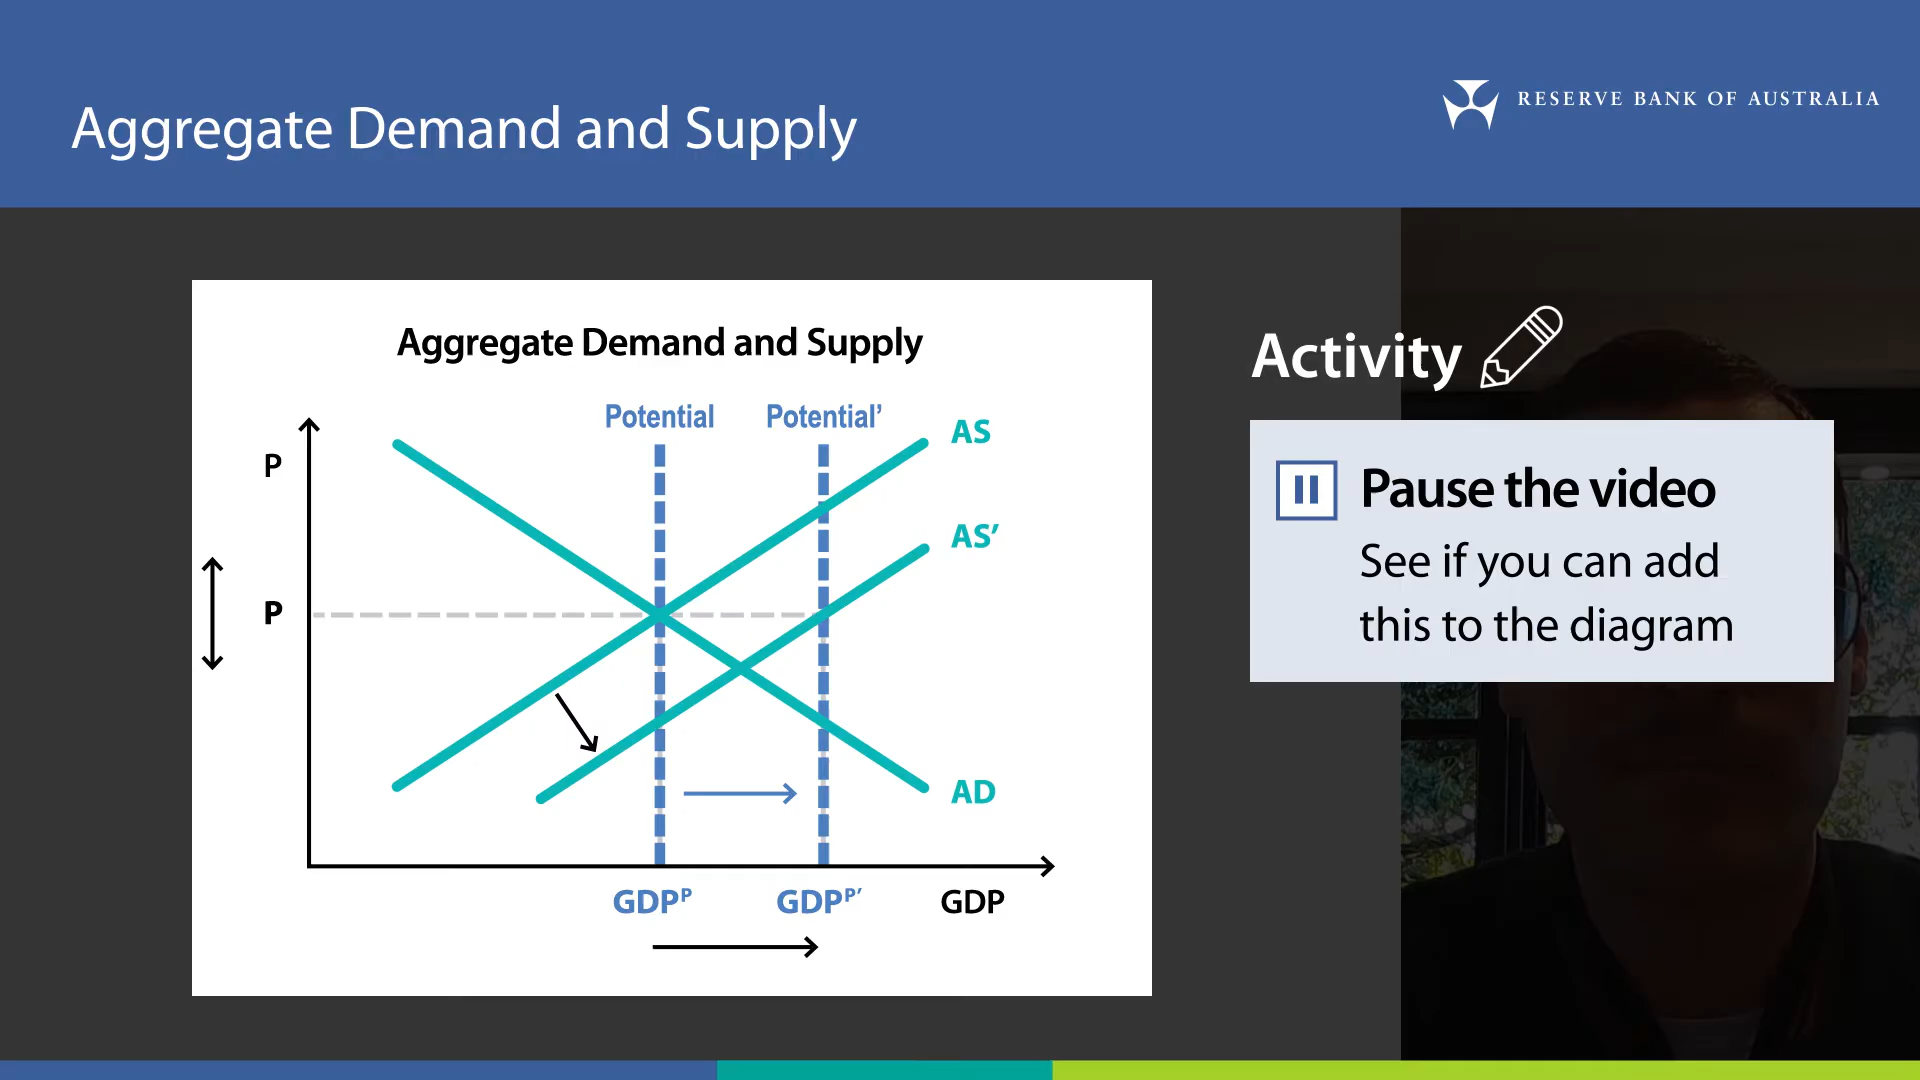 Aggregate Demand and Supply
RESERVE BANK OF AUSTRALIA
Aggregate Demand and Supply
Potential
Potential’
P
AS
AS’
P
AD
GDPᴾ
GDPᴾ’
GDP
Activity
Pause the video
See if you can add
this to the diagram